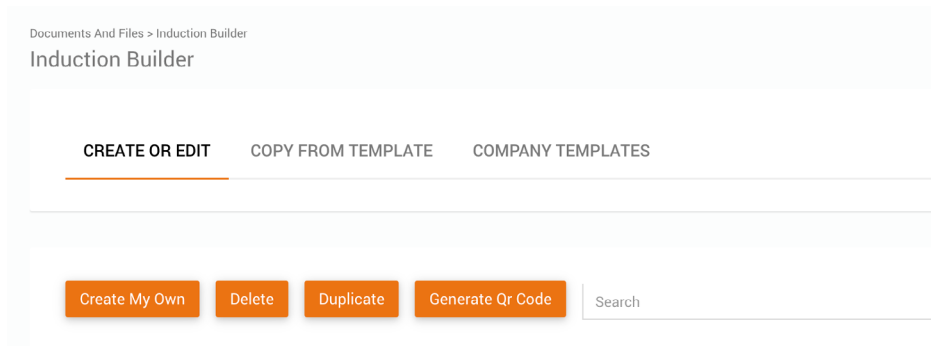 Documents And Files > Induction Builder
Induction Builder
CREATE OR EDIT COPY FROM TEMPLATE COMPANY TEMPLATES
Create My Own Delete Duplicate Generate Qr Code Search